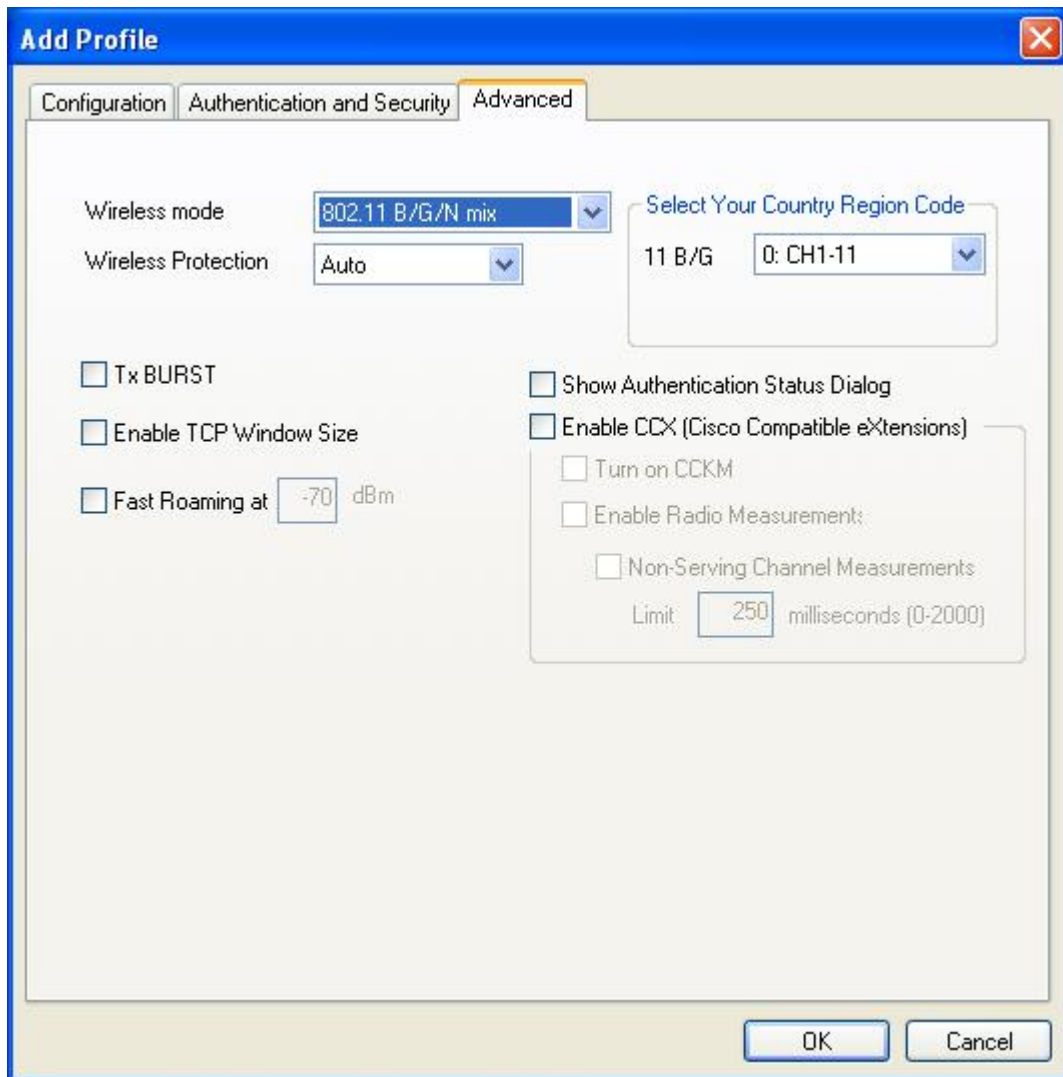 Add Profile
Configuration
Authentication and Security
Advanced
Wireless mode
802.11 B/G/N mix
Wireless Protection
Auto
Select Your Country Region Code
11 B/G
0: CH1-11
Tx BURST
Enable TCP Window Size
Fast Roaming at
-70
dBm
Show Authentication Status Dialog
Enable CCX (Cisco Compatible eXtensions)
Turn on CCKM
Enable Radio Measurements
Non-Serving Channel Measurements
Limit
250
milliseconds (0-2000)
OK
Cancel